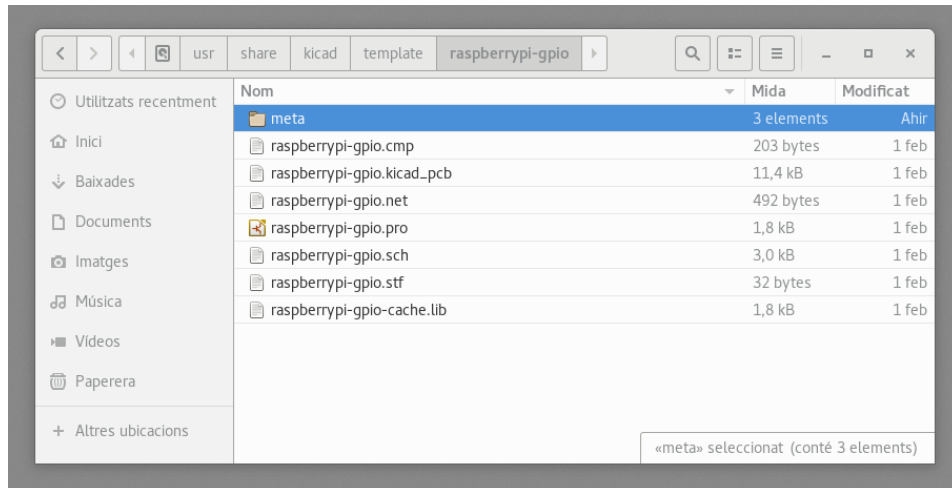 usr share kicad template raspberrypi-gpio
Utilitzats recentment
Inici
Baixades
Documents
Imatges
Música
Vídeos
Paperera
+ Altres ubicacions
Nom Mida Modificat
meta 3 elements Ahir
raspberrypi-gpio.cmp 203 bytes 1 feb
raspberrypi-gpio.kicad_pcb 11,4 kB 1 feb
raspberrypi-gpio.net 492 bytes 1 feb
raspberrypi-gpio.pro 1,8 kB 1 feb
raspberrypi-gpio.sch 3,0 kB 1 feb
raspberrypi-gpio.stf 32 bytes 1 feb
raspberrypi-gpio-cache.lib 1,8 kB 1 feb
«meta» seleccionat (conté 3 elements)